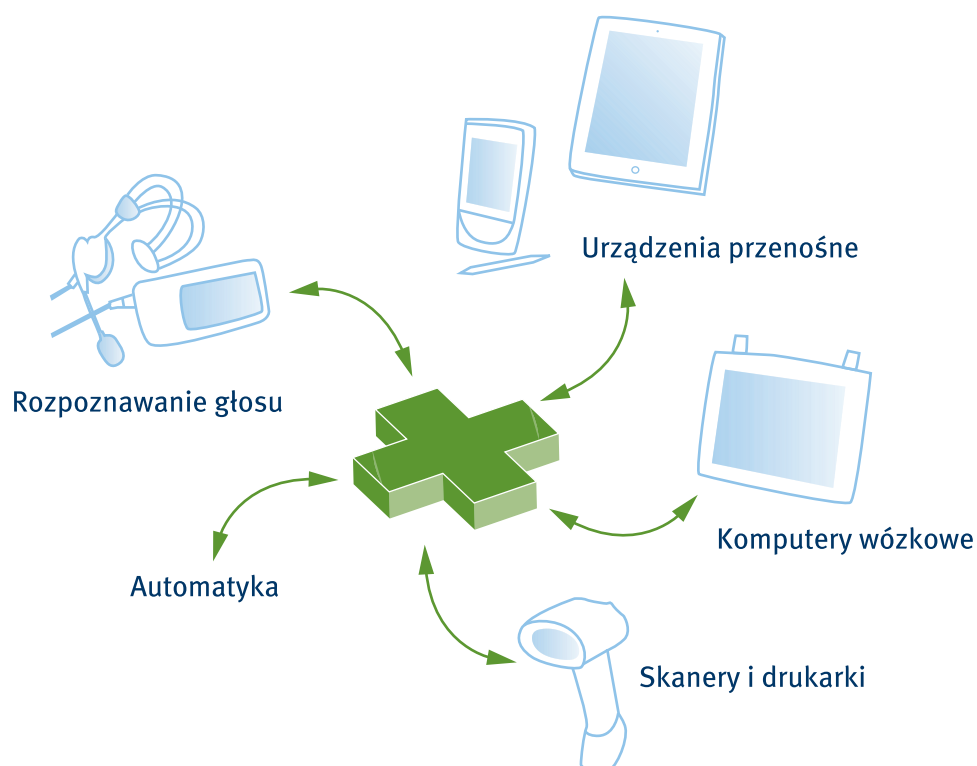 Urządzenia przenośne
Rozpoznawanie głosu
Komputery wózkowe
Automatyka
Skanery i drukarki